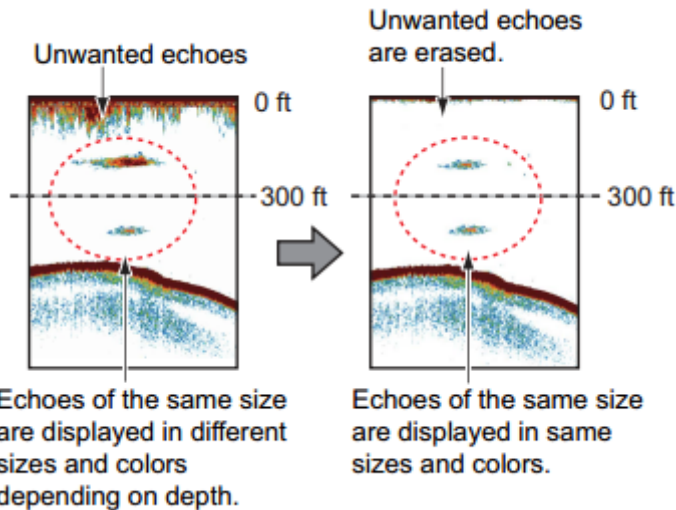 Unwanted echoes
0 ft
300 ft
Echoes of the same size
are displayed in different
sizes and colors
depending on depth.
Unwanted echoes
are erased.
0 ft
300 ft
Echoes of the same size
are displayed in same
sizes and colors.